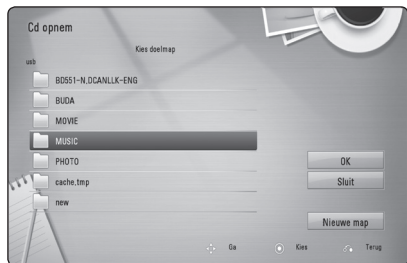 Cd opnem
Kies doelmap
usb
BD551-N,DCANLLK-ENG
BUDA
MOVIE
MUSIC
PHOTO
cache,tmp
new
OK
Sluit
Nieuwe map
Ga Kies Terug